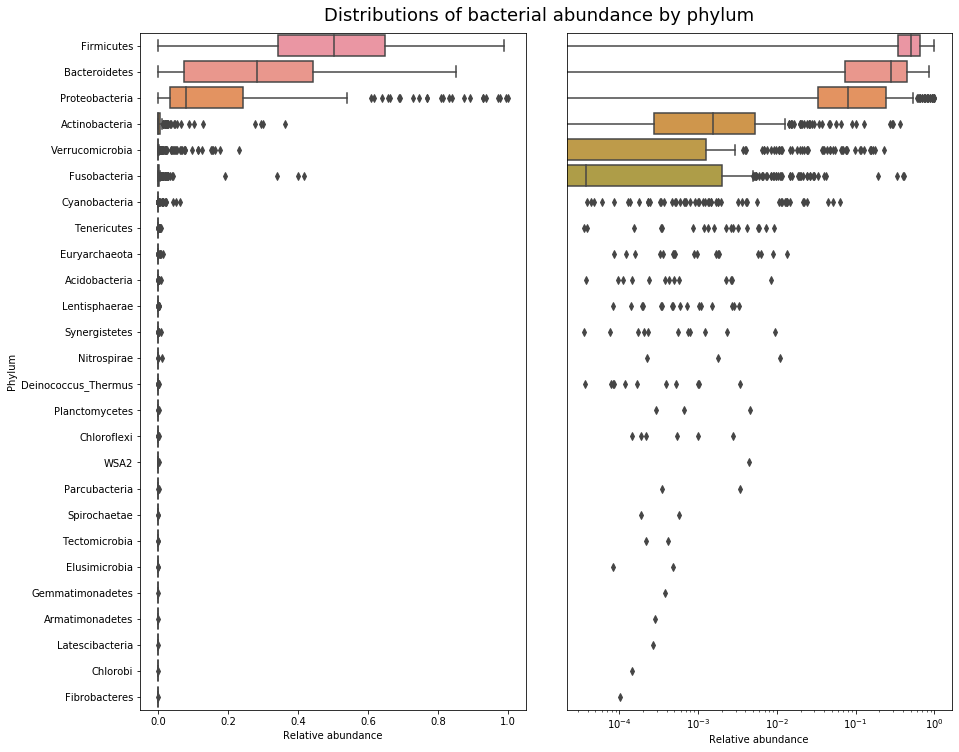 Distributions of bacterial abundance by phylum
Phylum
Firmicutes
Bacteroidetes
Proteobacteria
Actinobacteria
Verrucomicrobia
Fusobacteria
Cyanobacteria
Tenericutes
Euryarchaeota
Acidobacteria
Lentisphaerae
Synergistetes
Nitrospirae
Deinococcus_Thermus
Planctomycetes
Chloroflexi
WSA2
Parcubacteria
Spirochaetae
Tectomicrobia
Elusimicrobia
Gemmatimonadetes
Armatimonadetes
Latescibacteria
Chlorobi
Fibrobacteres
0.0 0.2 0.4 0.6 0.8 1.0
Relative abundance
10⁻⁴ 10⁻³ 10⁻² 10⁻¹ 10⁰
Relative abundance